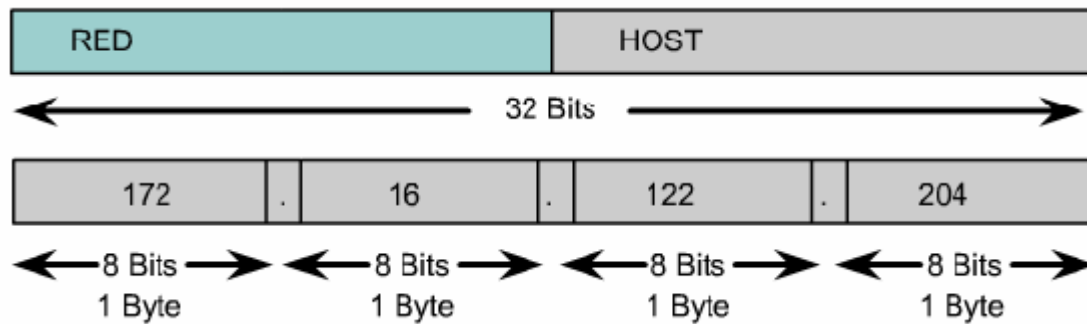 RED HOST
32 Bits
172 . 16 . 122 . 204
8 Bits 8 Bits 8 Bits 8 Bits
1 Byte 1 Byte 1 Byte 1 Byte